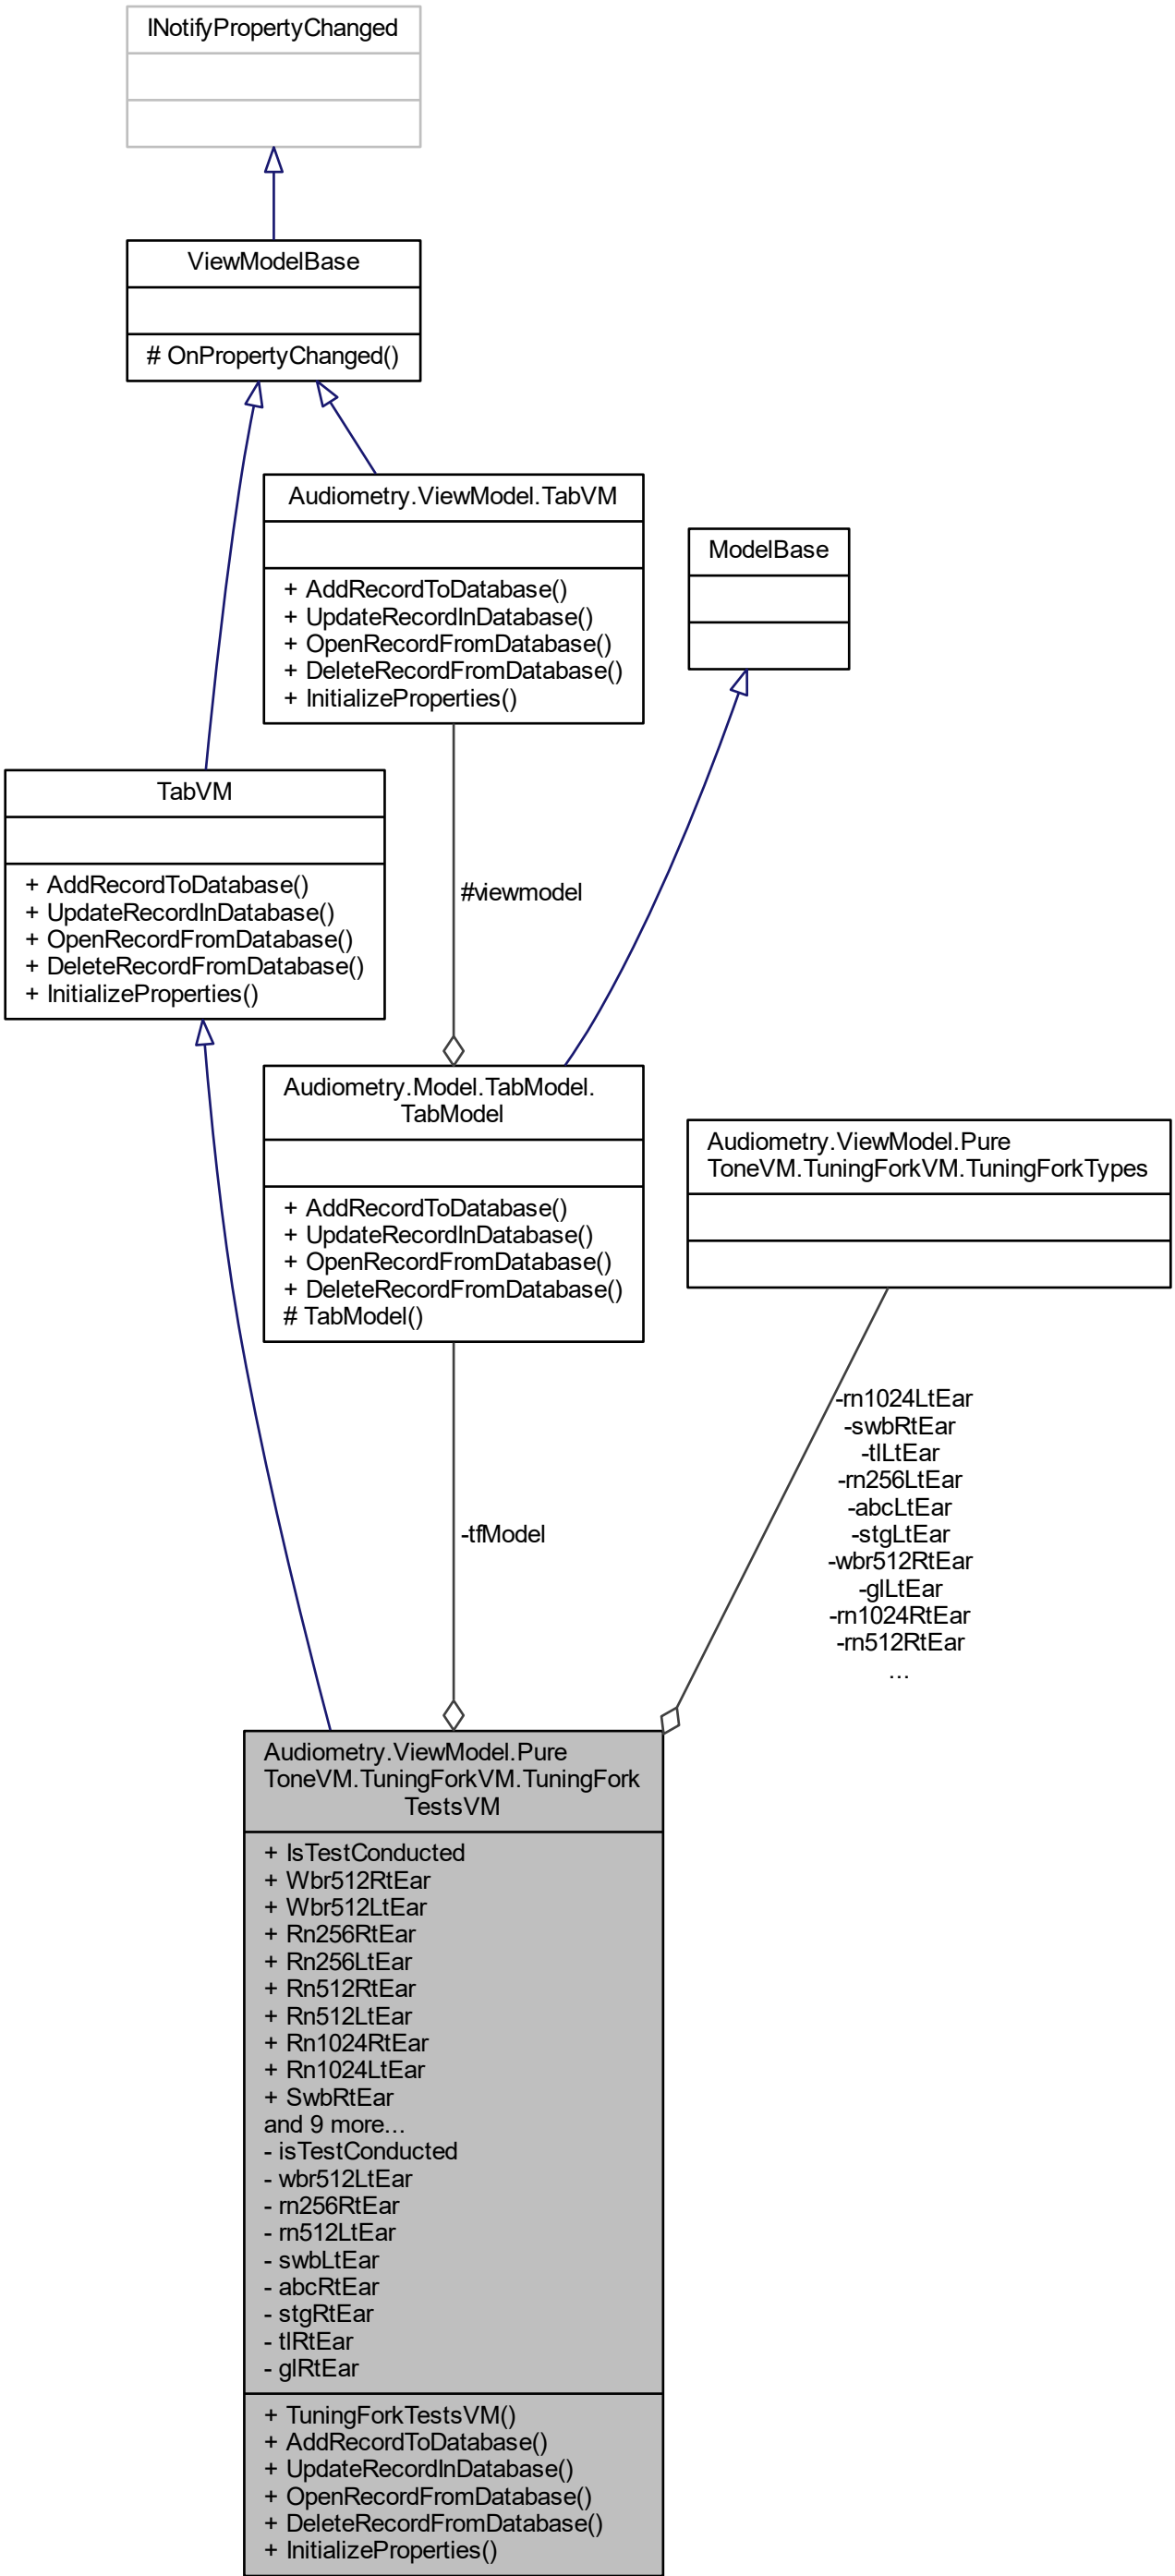 INotifyPropertyChanged
ViewModelBase
# OnPropertyChanged()
Audiometry.ViewModel.TabVM
+ AddRecordToDatabase()
+ UpdateRecordInDatabase()
+ OpenRecordFromDatabase()
+ DeleteRecordFromDatabase()
+ InitializeProperties()
ModelBase
TabVM
+ AddRecordToDatabase()
+ UpdateRecordInDatabase()
+ OpenRecordFromDatabase()
+ DeleteRecordFromDatabase()
+ InitializeProperties()
#viewmodel
Audiometry.Model.TabModel.
TabModel
+ AddRecordToDatabase()
+ UpdateRecordInDatabase()
+ OpenRecordFromDatabase()
+ DeleteRecordFromDatabase()
# TabModel()
Audiometry.ViewModel.Pure
ToneVM.TuningForkVM.TuningForkTypes
-rn1024LtEar
-swbRtEar
-tlLtEar
-rn256LtEar
-abcLtEar
-stgLtEar
-wbr512RtEar
-glLtEar
-rn1024RtEar
-rn512RtEar
...
-tfModel
Audiometry.ViewModel.Pure
ToneVM.TuningForkVM.TuningFork
TestsVM
+ IsTestConducted
+ Wbr512RtEar
+ Wbr512LtEar
+ Rn256RtEar
+ Rn256LtEar
+ Rn512RtEar
+ Rn512LtEar
+ Rn1024RtEar
+ Rn1024LtEar
+ SwbRtEar
and 9 more...
- isTestConducted
- wbr512LtEar
- rn256RtEar
- rn512LtEar
- swbLtEar
- abcRtEar
- stgRtEar
- tlRtEar
- glRtEar
+ TuningForkTestsVM()
+ AddRecordToDatabase()
+ UpdateRecordInDatabase()
+ OpenRecordFromDatabase()
+ DeleteRecordFromDatabase()
+ InitializeProperties()